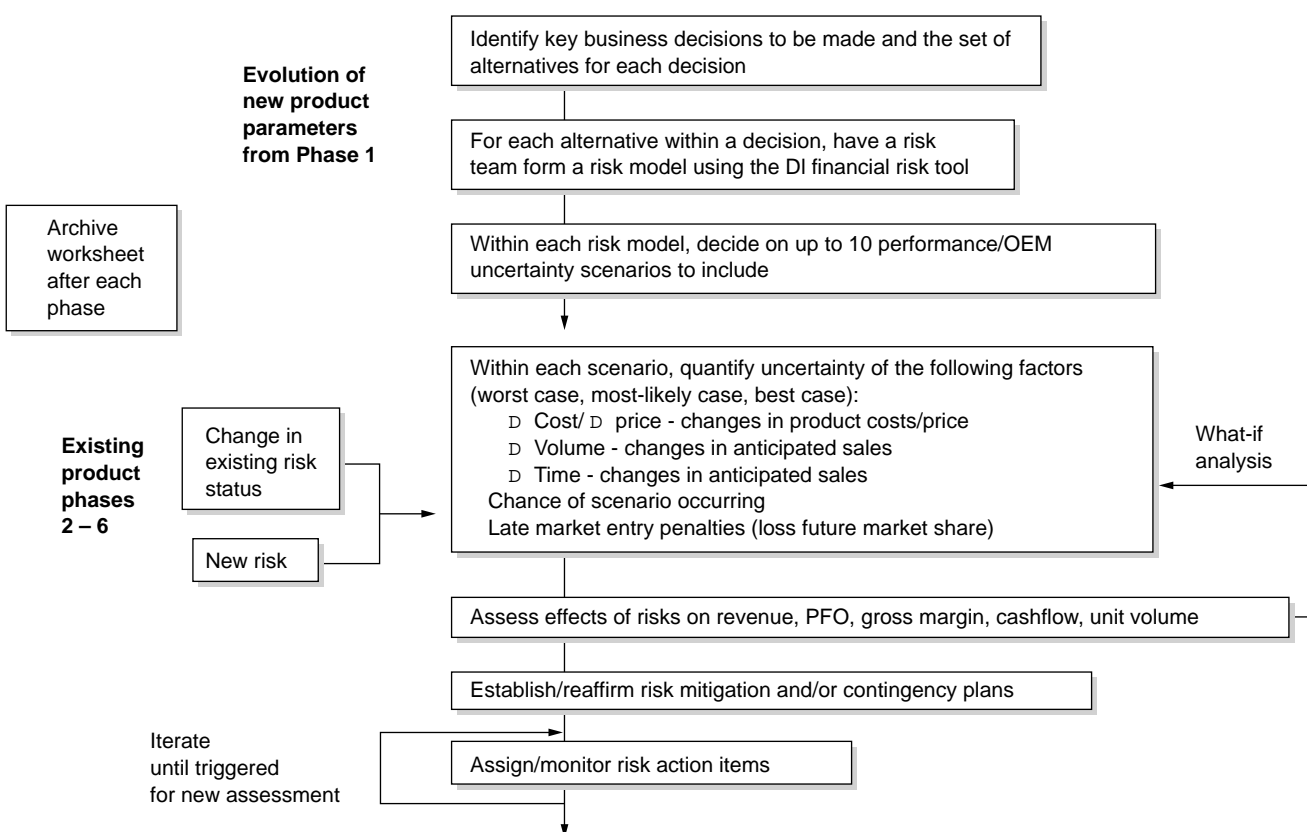 Identify key business decisions to be made and the set of
alternatives for each decision
Evolution of
new product
parameters
from Phase 1
For each alternative within a decision, have a risk
team form a risk model using the DI financial risk tool
Archive
worksheet
after each
phase
Within each risk model, decide on up to 10 performance/OEM
uncertainty scenarios to include
Within each scenario, quantify uncertainty of the following factors
(worst case, most-likely case, best case):
D Cost/ D price - changes in product costs/price
D Volume - changes in anticipated sales
D Time - changes in anticipated sales
Chance of scenario occurring
Late market entry penalties (loss future market share)
Existing
product
phases
2 – 6
Change in
existing risk
status
New risk
What-if
analysis
Assess effects of risks on revenue, PFO, gross margin, cashflow, unit volume
Establish/reaffirm risk mitigation and/or contingency plans
Iterate
until triggered
for new assessment
Assign/monitor risk action items